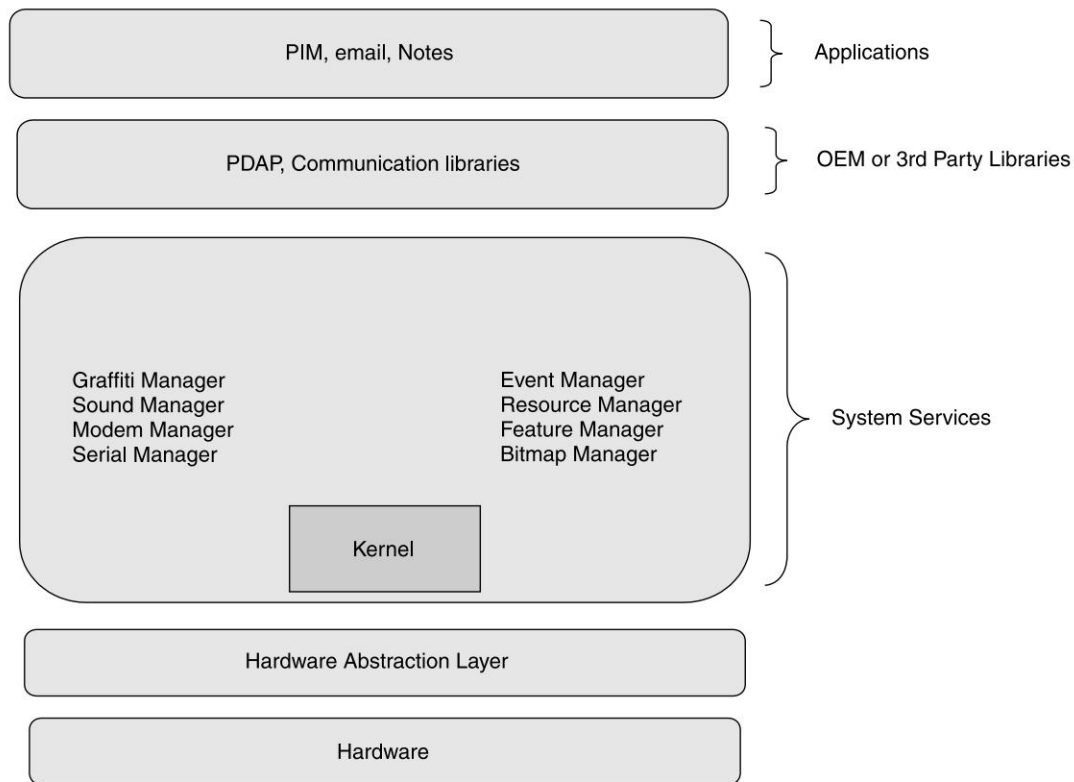 PIM, email, Notes
Applications
PDAP, Communication libraries
OEM or 3rd Party Libraries
Graffiti Manager
Sound Manager
Modem Manager
Serial Manager
Event Manager
Resource Manager
Feature Manager
Bitmap Manager
System Services
Kernel
Hardware Abstraction Layer
Hardware